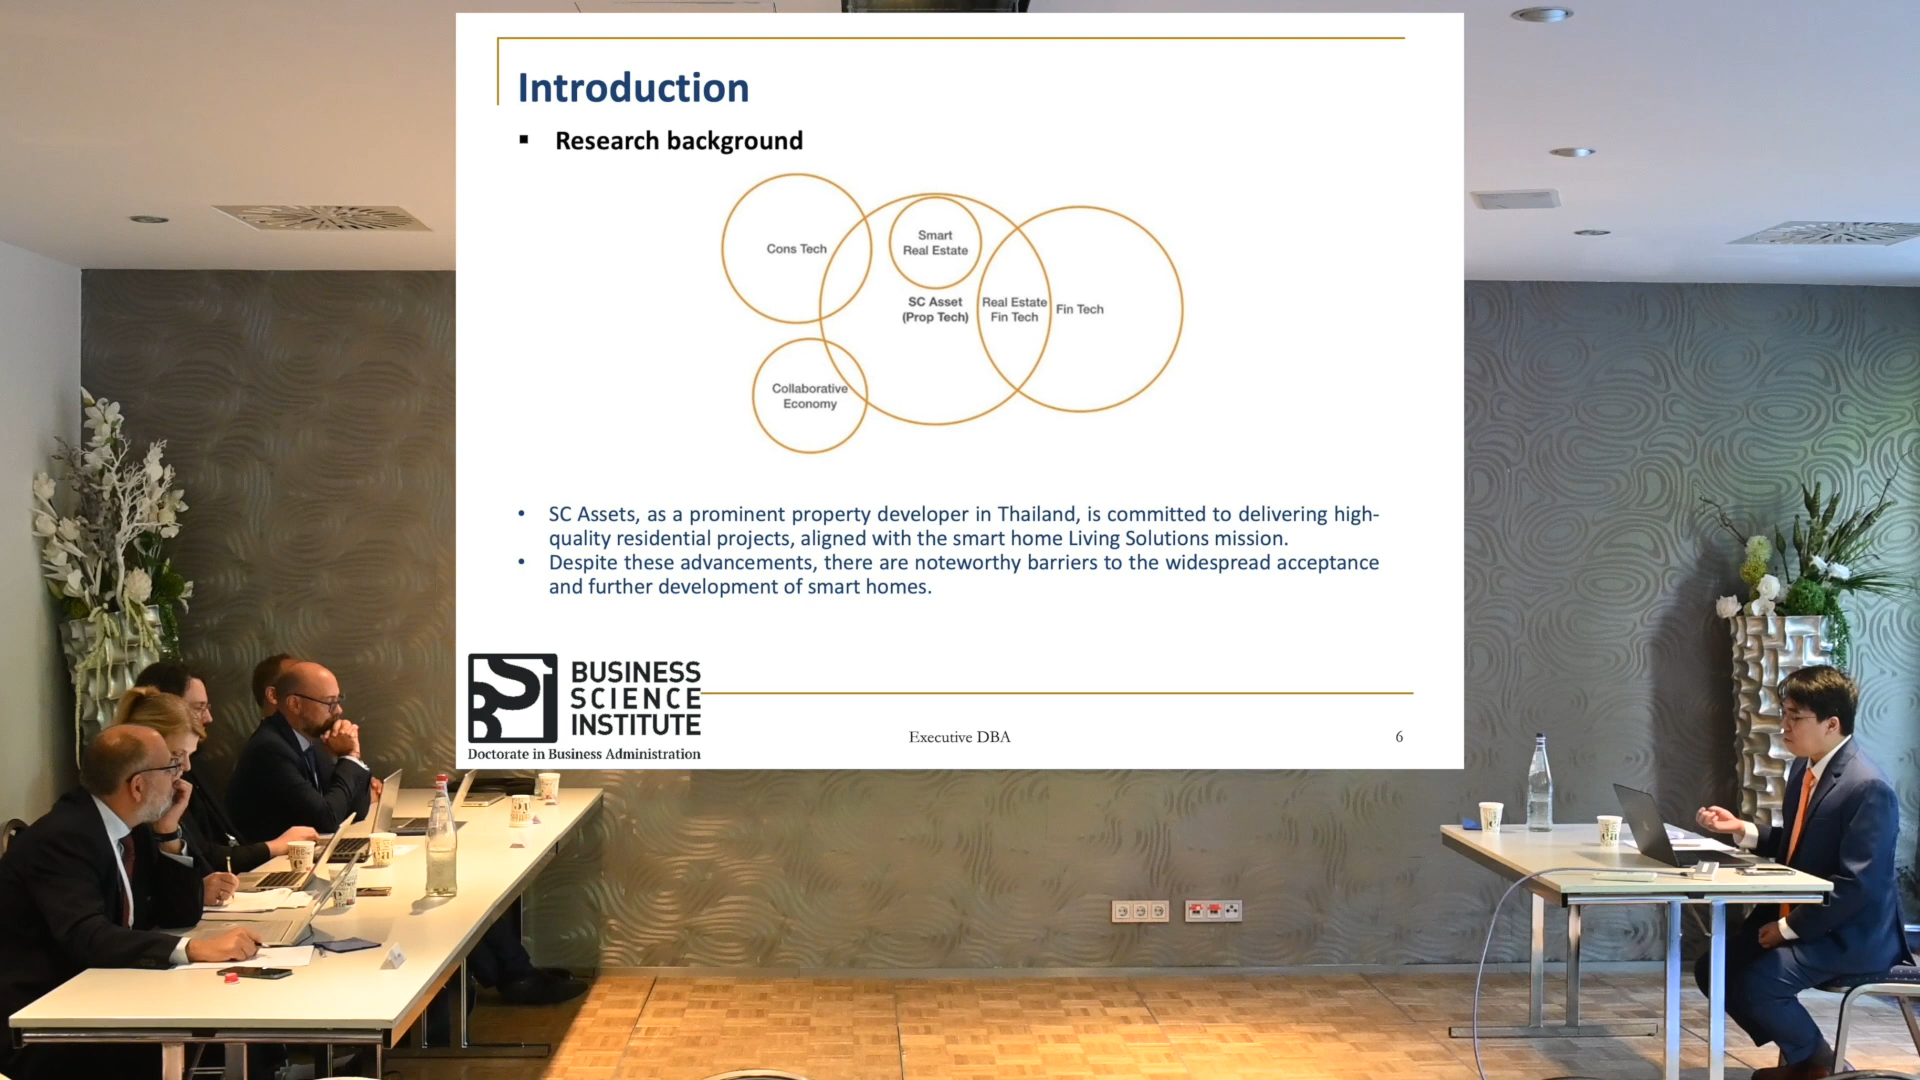 Introduction
▪ Research background
Cons Tech
Smart
Real Estate
SC Asset
(Prop Tech)
Real Estate
Fin Tech
Fin Tech
Collaborative
Economy
• SC Assets, as a prominent property developer in Thailand, is committed to delivering high-
quality residential projects, aligned with the smart home Living Solutions mission.
• Despite these advancements, there are noteworthy barriers to the widespread acceptance
and further development of smart homes.
BSI
BUSINESS
SCIENCE
INSTITUTE
Doctorate in Business Administration
Executive DBA
6